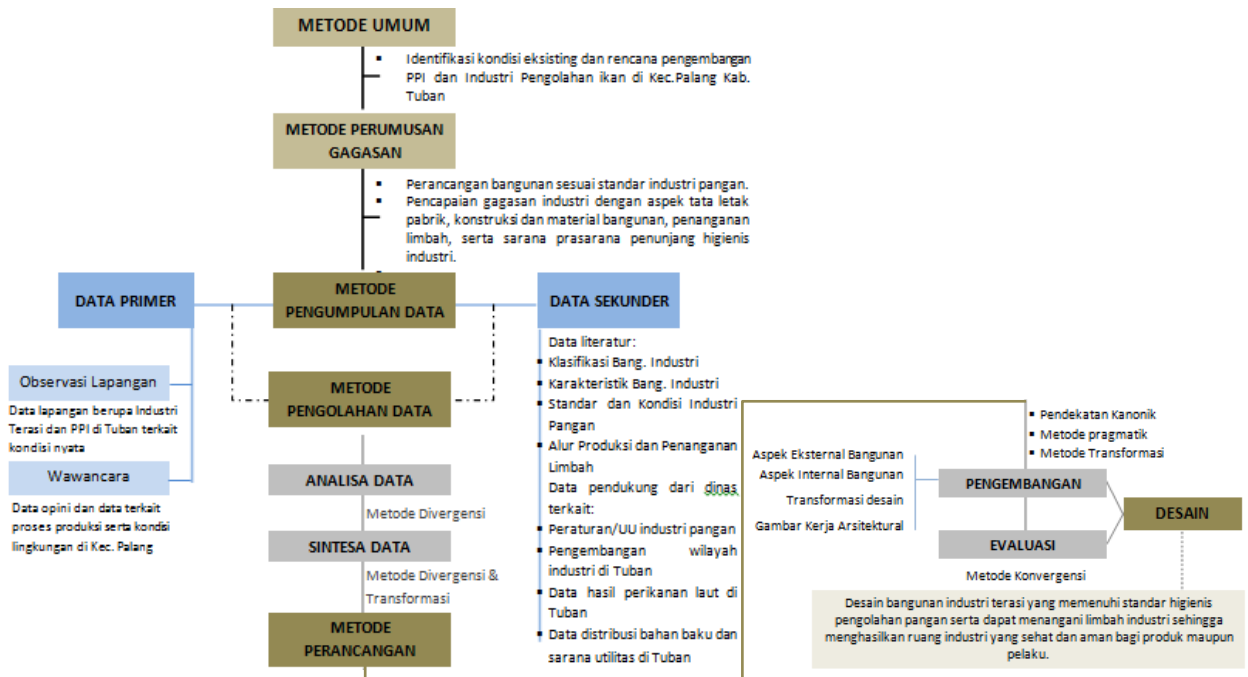 METODE UMUM
▪ Identifikasi kondisi eksisting dan rencana pengembangan
PPI dan Industri Pengolahan ikan di Kec.Palang Kab.
Tuban
METODE PERUMUSAN
GAGASAN
▪ Perancangan bangunan sesuai standar industri pangan.
▪ Pencapaian gagasan industri dengan aspek tata letak
pabrik, konstruksi dan material bangunan, penanganan
limbah, serta sarana prasarana penunjang higienis
industri.
DATA PRIMER
METODE
PENGUMPULAN DATA
DATA SEKUNDER
Observasi Lapangan
Data lapangan berupa Industri
Terasi dan PPI di Tuban terkait
kondisi nyata
Wawancara
Data opini dan data terkait
proses produksi serta kondisi
lingkungan di Kec. Palang
METODE
PENGOLAHAN DATA
ANALISA DATA
Metode Divergensi
SINTESA DATA
Metode Divergensi &
Transformasi
METODE
PERANCANGAN
Data literatur:
▪ Klasifikasi Bang. Industri
▪ Karakteristik Bang. Industri
▪ Standar dan Kondisi Industri
Pangan
▪ Alur Produksi dan Penanganan
Limbah
Data pendukung dari dinas
terkait:
▪ Peraturan/UU industri pangan
▪ Pengembangan wilayah
industri di Tuban
▪ Data hasil perikanan laut di
Tuban
▪ Data distribusi bahan baku dan
sarana utilitas di Tuban
▪ Pendekatan Kanonik
▪ Metode pragmatik
▪ Metode Transformasi
Aspek Eksternal Bangunan
Aspek Internal Bangunan
Transformasi desain
Gambar Kerja Arsitektural
PENGEMBANGAN
EVALUASI
Metode Konvergensi
DESAIN
Desain bangunan industri terasi yang memenuhi standar higienis
pengolahan pangan serta dapat menangani limbah industri sehingga
menghasilkan ruang industri yang sehat dan aman bagi produk maupun
pelaku.